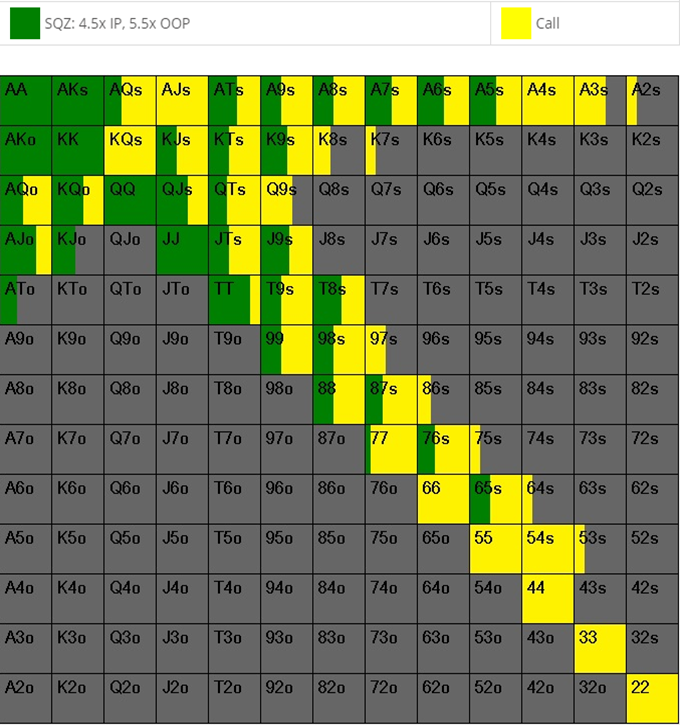 SQZ: 4.5x IP, 5.5x OOP Call
AA AKs AQs AJs ATs A9s A8s A7s A6s A5s A4s A3s A2s
AKo KK KQs KJs KTs K9s K8s K7s K6s K5s K4s K3s K2s
AQo KQo QQ QJs QTs Q9s Q8s Q7s Q6s Q5s Q4s Q3s Q2s
AJo KJo QJo JJ JTs J9s J8s J7s J6s J5s J4s J3s J2s
ATo KTo QTo JTo TT T9s T8s T7s T6s T5s T4s T3s T2s
A9o K9o Q9o J9o T9o 99 98s 97s 96s 95s 94s 93s 92s
A8o K8o Q8o J8o T8o 98o 88 87s 86s 85s 84s 83s 82s
A7o K7o Q7o J7o T7o 97o 87o 77 76s 75s 74s 73s 72s
A6o K6o Q6o J6o T6o 96o 86o 76o 66 65s 64s 63s 62s
A5o K5o Q5o J5o T5o 95o 85o 75o 65o 55 54s 53s 52s
A4o K4o Q4o J4o T4o 94o 84o 74o 64o 54o 44 43s 42s
A3o K3o Q3o J3o T3o 93o 83o 73o 63o 53o 43o 33 32s
A2o K2o Q2o J2o T2o 92o 82o 72o 62o 52o 42o 32o 22